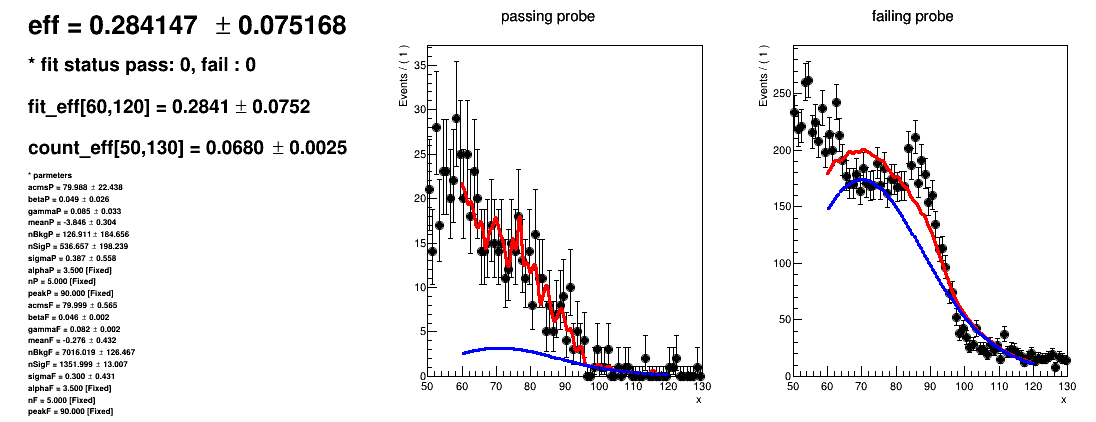 eff = 0.284147 ± 0.075168
* fit status pass: 0, fail : 0
fit_eff[60,120] = 0.2841 ± 0.0752
count_eff[50,130] = 0.0680 ± 0.0025
* parmeters
acmsP = 79.988 ± 22.438
betaP = 0.049 ± 0.026
gammaP = 0.085 ± 0.033
meanP = -3.846 ± 0.304
nBkgP = 126.911 ± 184.656
nSigP = 536.657 ± 198.239
sigmaP = 0.387 ± 0.558
alphaP = 3.500 [Fixed]
nP = 5.000 [Fixed]
peakP = 90.000 [Fixed]
acmsF = 79.999 ± 0.565
betaF = 0.046 ± 0.002
gammaF = 0.082 ± 0.002
meanF = -0.276 ± 0.432
nBkgF = 7016.019 ± 126.467
nSigF = 1351.999 ± 13.007
sigmaF = 0.300 ± 0.431
alphaF = 3.500 [Fixed]
nF = 5.000 [Fixed]
peakF = 90.000 [Fixed]
passing probe
Events / ( 1 )
35
30
25
20
15
10
5
0
50 60 70 80 90 100 110 120 130
x
failing probe
Events / ( 1 )
250
200
150
100
50
0
50 60 70 80 90 100 110 120 130
x